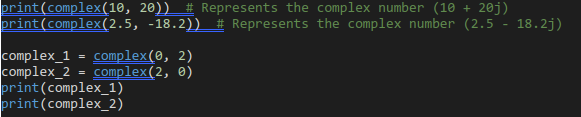 print(complex(10, 20))  # Represents the complex number (10 + 20j)
print(complex(2.5, -18.2))  # Represents the complex number (2.5 - 18.2j)

complex_1 = complex(0, 2)
complex_2 = complex(2, 0)
print(complex_1)
print(complex_2)